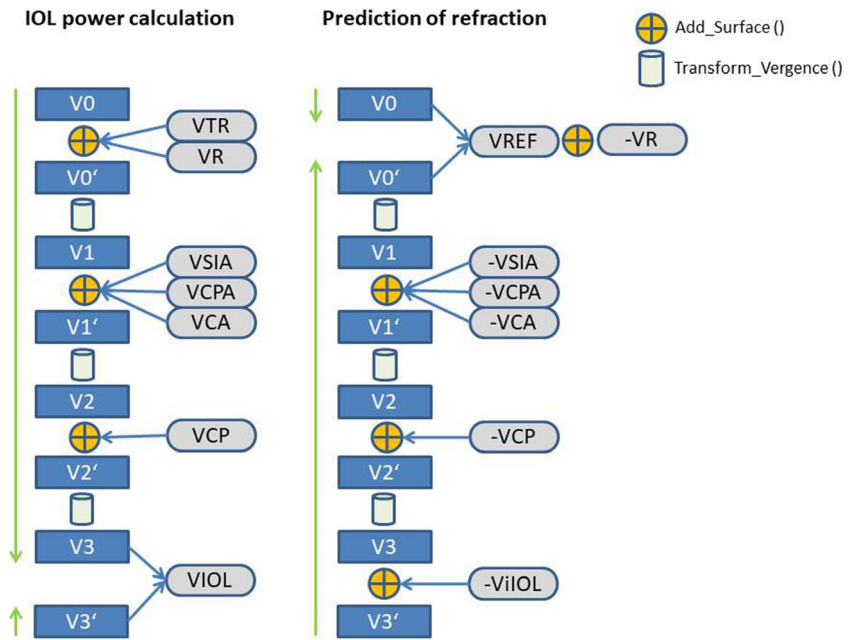 IOL power calculation
Prediction of refraction
Add_Surface ()
Transform_Vergence ()
V0
VTR
VR
V0‘
V1
VSIA
VCPA
VCA
V1‘
V2
VCP
V2‘
V3
VIOL
V3‘
V0
VREF
-VR
V0‘
V1
-VSIA
-VCPA
-VCA
V1‘
V2
-VCP
V2‘
V3
-ViIOL
V3‘